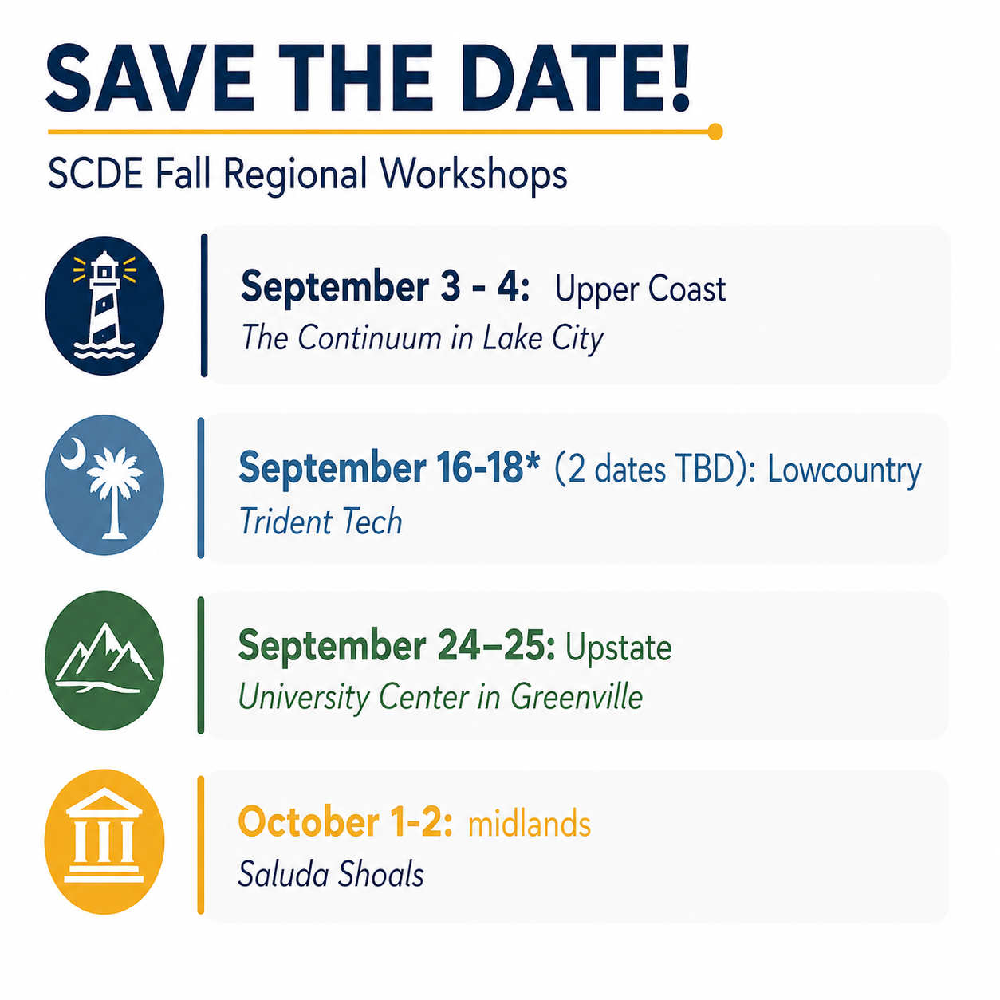 SAVE THE DATE!
SCDE Fall Regional Workshops
September 3 - 4: Upper Coast
The Continuum in Lake City
September 16-18* (2 dates TBD): Lowcountry
Trident Tech
September 24–25: Upstate
University Center in Greenville
October 1-2: midlands
Saluda Shoals